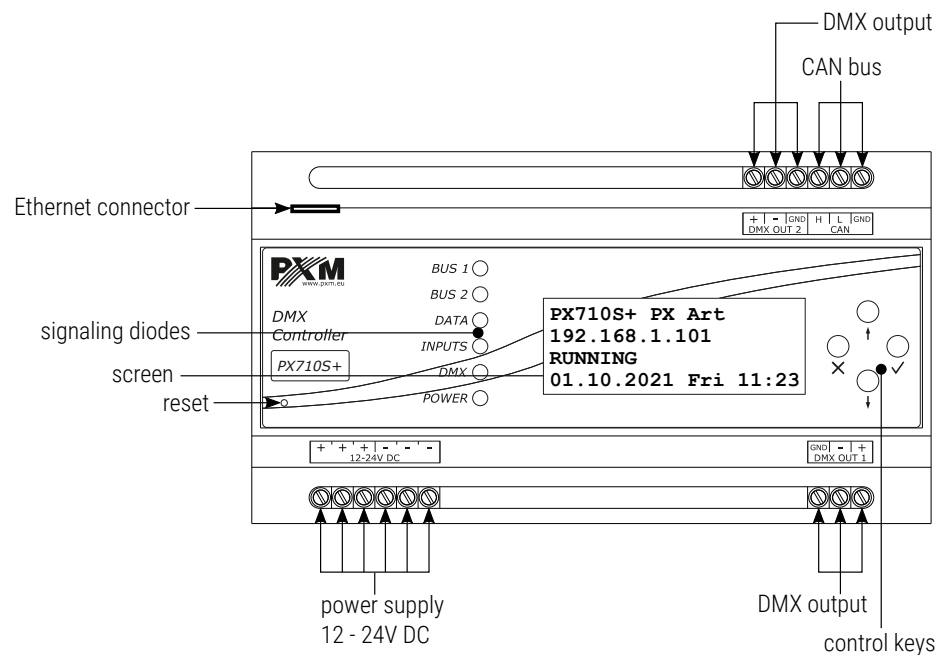 DMX output
CAN bus
Ethernet connector
+ - GND H L GND
DMX OUT 2 CAN
PXM
www.pxm.eu
BUS 1
BUS 2
DMX
Controller
DATA
signaling diodes
INPUTS
PX710S+
DMX
screen
POWER
reset
PX710S+ PX Art
192.168.1.101
RUNNING
01.10.2021 Fri 11:23
+ + + - - -
12-24V DC
GND - +
DMX OUT 1
power supply
12 - 24V DC
DMX output
control keys